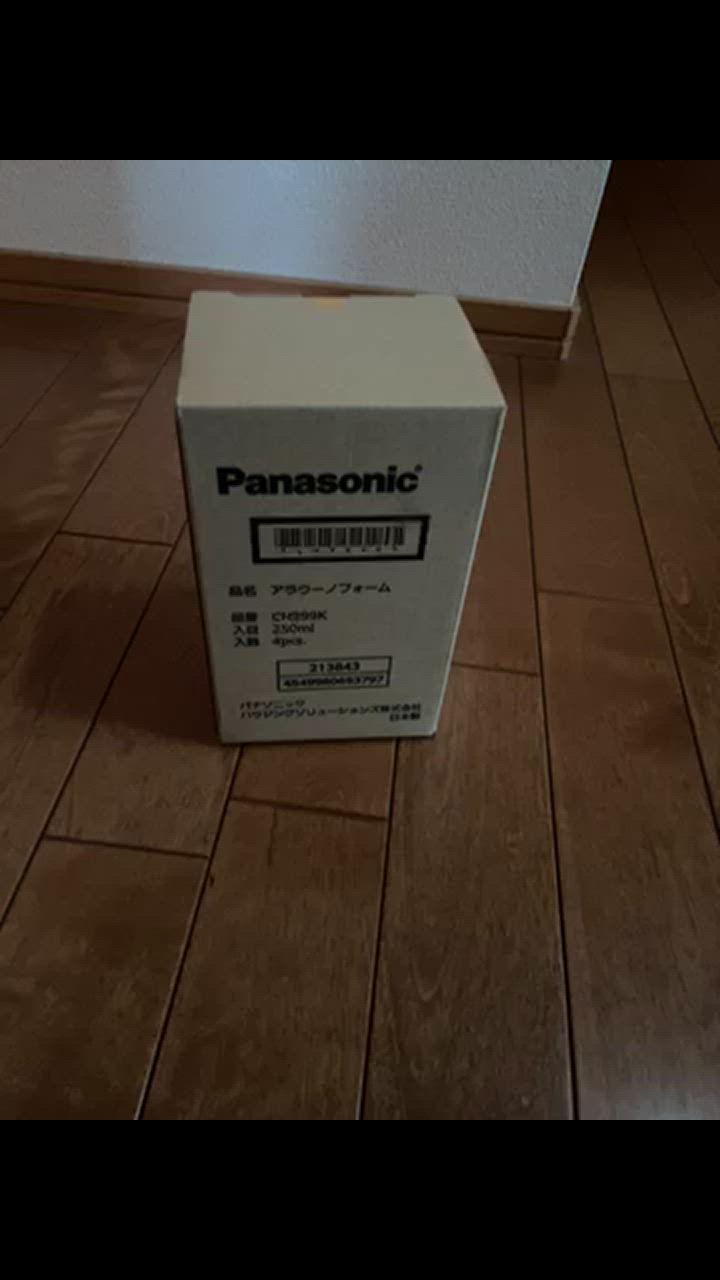 Panasonic
品名 アラウーノフォーム
品番 CH399K
入目 250ml
入数 4pcs.
213843
4549980693797
パナソニック
ハウジングソリューションズ株式会社
日本製